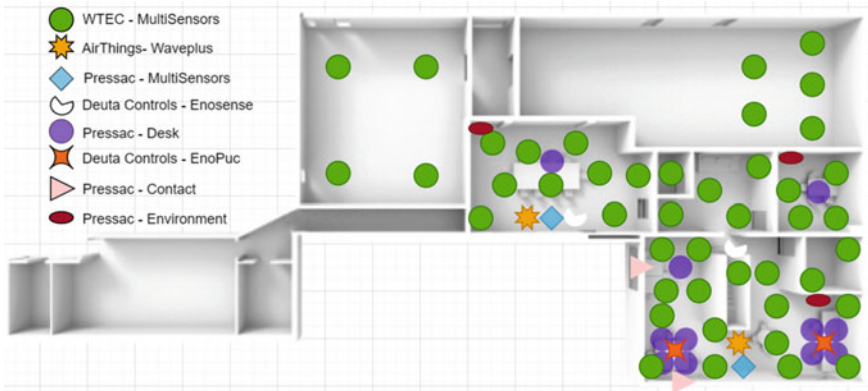 WTEC - MultiSensors
AirThings- Waveplus
Pressac - MultiSensors
Deuta Controls - Enosense
Pressac - Desk
Deuta Controls - EnoPuc
Pressac - Contact
Pressac - Environment